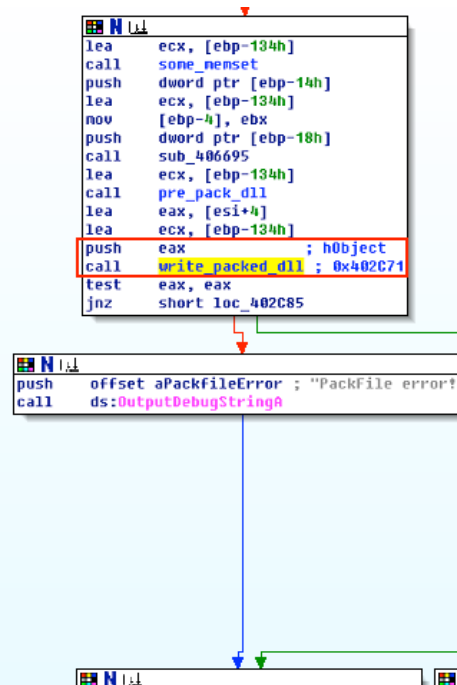 lea ecx, [ebp-134h]
call some_memset
push dword ptr [ebp-14h]
lea ecx, [ebp-134h]
mov [ebp-4], ebx
push dword ptr [ebp-18h]
call sub_406695
lea ecx, [ebp-134h]
call pre_pack_dll
lea eax, [esi+4]
lea ecx, [ebp-134h]
push eax ; hObject
call write_packed_dll ; 0x402C71
test eax, eax
jnz short loc_402C85
push offset aPackfileError ; "PackFile error!
call ds:OutputDebugStringA